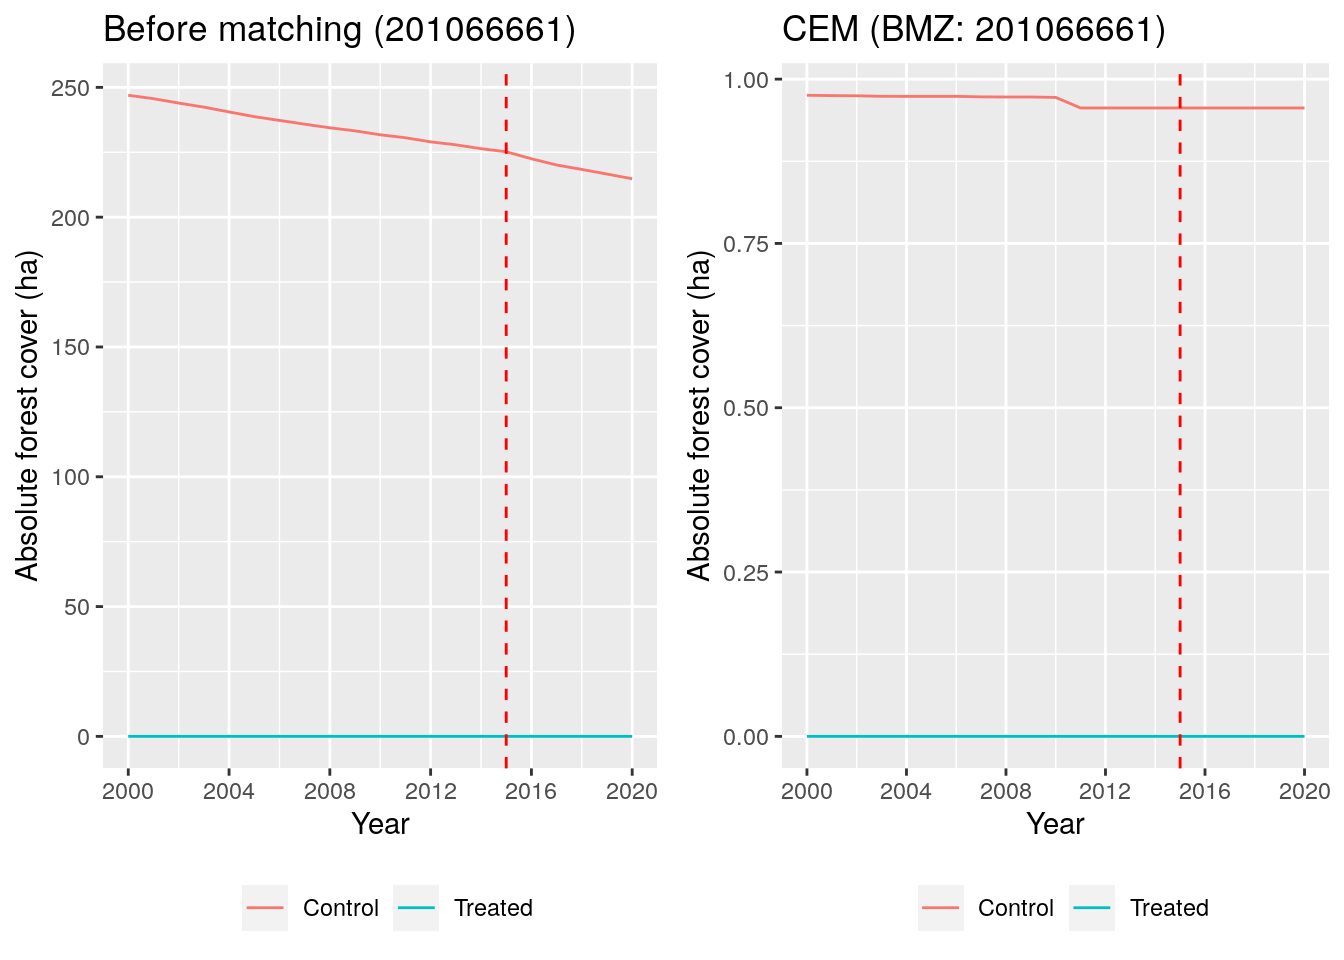 Before matching (201066661)
Absolute forest cover (ha)
250
200
150
100
50
0
2000 2004 2008 2012 2016 2020
Year
Control Treated
CEM (BMZ: 201066661)
Absolute forest cover (ha)
1.00
0.75
0.50
0.25
0.00
2000 2004 2008 2012 2016 2020
Year
Control Treated